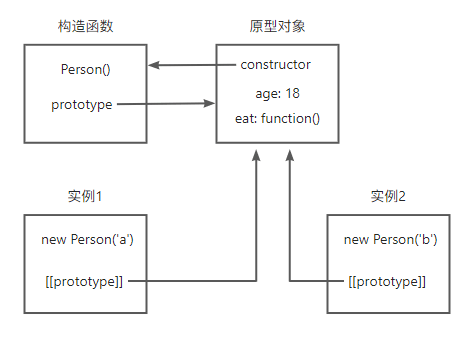 构造函数
原型对象
Person()
prototype
constructor
age: 18
eat: function()
实例1
实例2
new Person('a')
[[prototype]]
new Person('b')
[[prototype]]